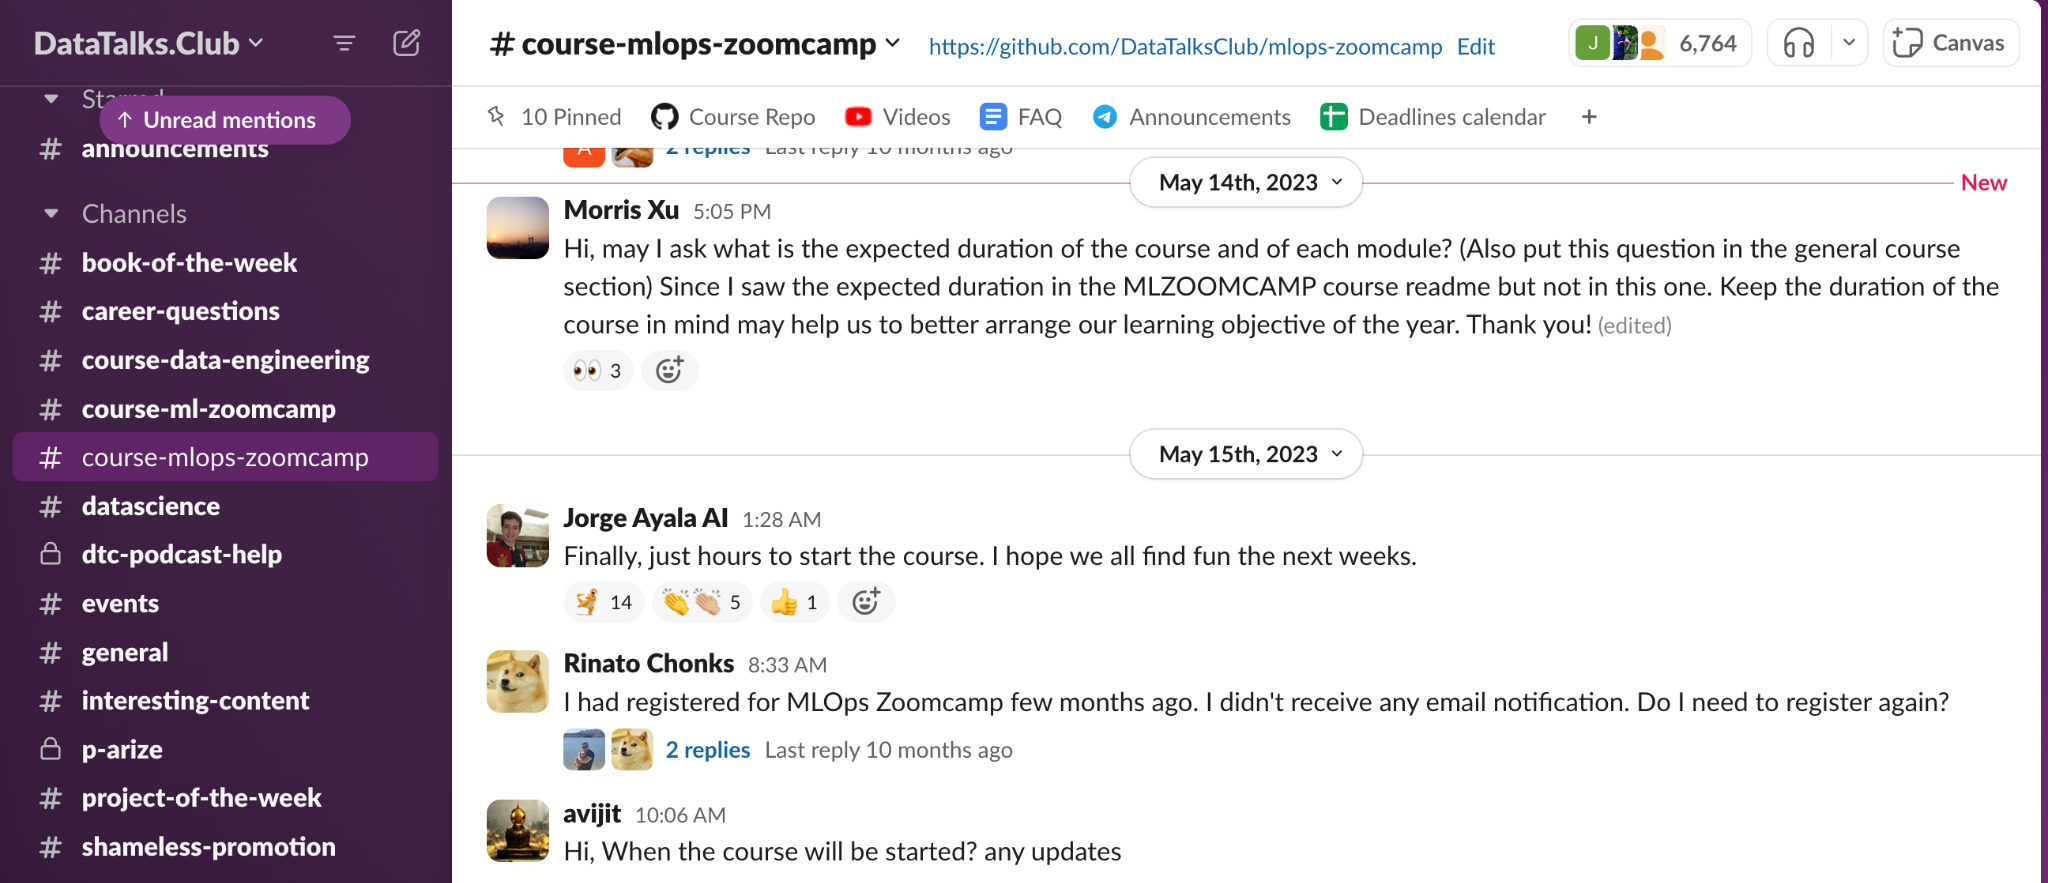 DataTalks.Club
Starred
↑ Unread mentions
# announcements
Channels
# book-of-the-week
# career-questions
# course-data-engineering
# course-ml-zoomcamp
# course-mlops-zoomcamp
# datascience
dtc-podcast-help
# events
# general
# interesting-content
p-arize
# project-of-the-week
# shameless-promotion
# course-mlops-zoomcamp https://github.com/DataTalksClub/mlops-zoomcamp Edit
J 6,764 Canvas
10 Pinned Course Repo Videos FAQ Announcements Deadlines calendar +
A 2 replies Last reply 10 months ago
May 14th, 2023 New
Morris Xu 5:05 PM
Hi, may I ask what is the expected duration of the course and of each module? (Also put this question in the general course
section) Since I saw the expected duration in the MLZOOMCAMP course readme but not in this one. Keep the duration of the
course in mind may help us to better arrange our learning objective of the year. Thank you! (edited)
👀 3
May 15th, 2023
Jorge Ayala AI 1:28 AM
Finally, just hours to start the course. I hope we all find fun the next weeks.
14 5 1
Rinato Chonks 8:33 AM
I had registered for MLOps Zoomcamp few months ago. I didn't receive any email notification. Do I need to register again?
2 replies Last reply 10 months ago
avijit 10:06 AM
Hi, When the course will be started? any updates